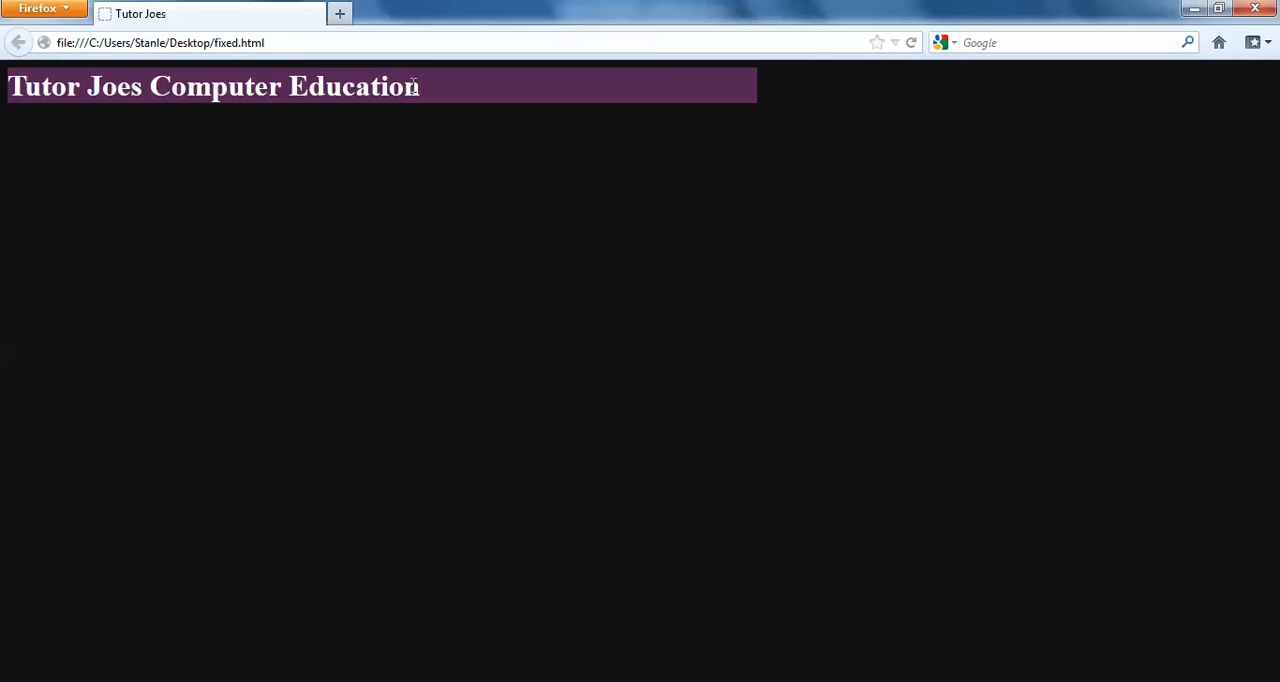 Firefox
Tutor Joes
file:///C:/Users/Stanle/Desktop/fixed.html
Google
Tutor Joes Computer Education